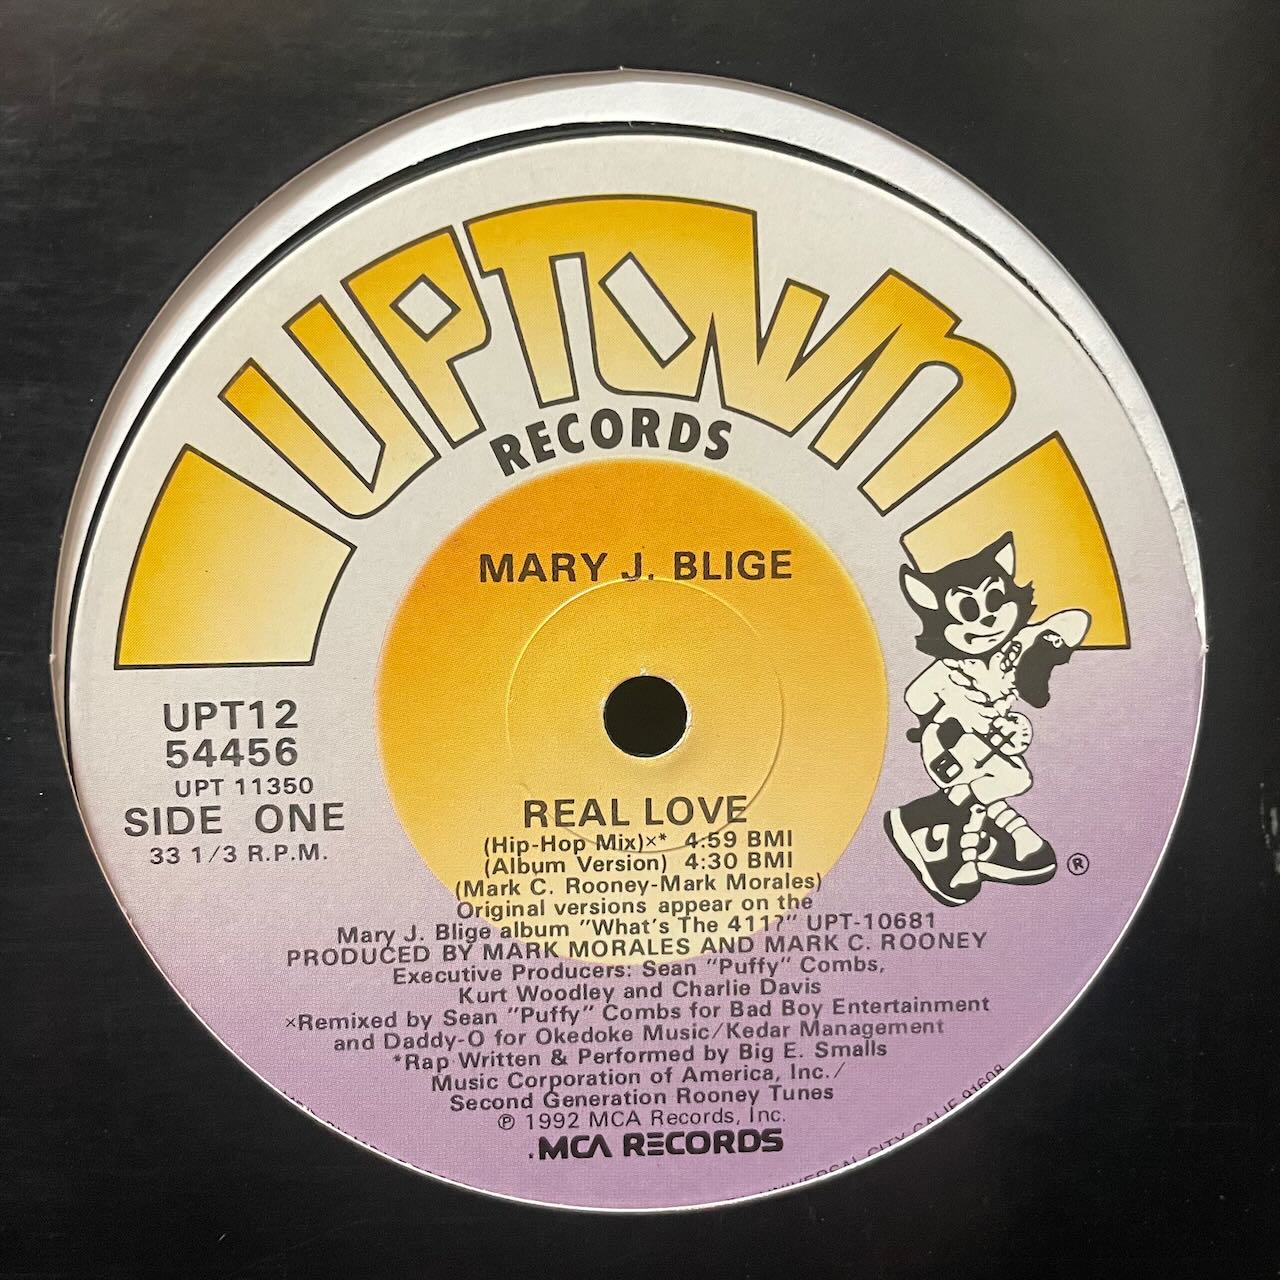 UPTOWN
RECORDS
MARY J. BLIGE
UPT12
54456
UPT 11350
SIDE ONE
33 1/3 R.P.M.
REAL LOVE
(Hip-Hop Mix)×* 4:59 BMI
(Album Version) 4:30 BMI
(Mark C. Rooney-Mark Morales)
Original versions appear on the
Mary J. Blige album "What's The 411?" UPT-10681
PRODUCED BY MARK MORALES AND MARK C. ROONEY
Executive Producers: Sean "Puffy" Combs,
Kurt Woodley and Charlie Davis
×Remixed by Sean "Puffy" Combs for Bad Boy Entertainment
and Daddy-O for Okedoke Music/Kedar Management
*Rap Written & Performed by Big E. Smalls
Music Corporation of America, Inc./
Second Generation Rooney Tunes
℗ 1992 MCA Records, Inc.
MCA RECORDS
®
UNIVERSAL CITY, CALIF. 91608